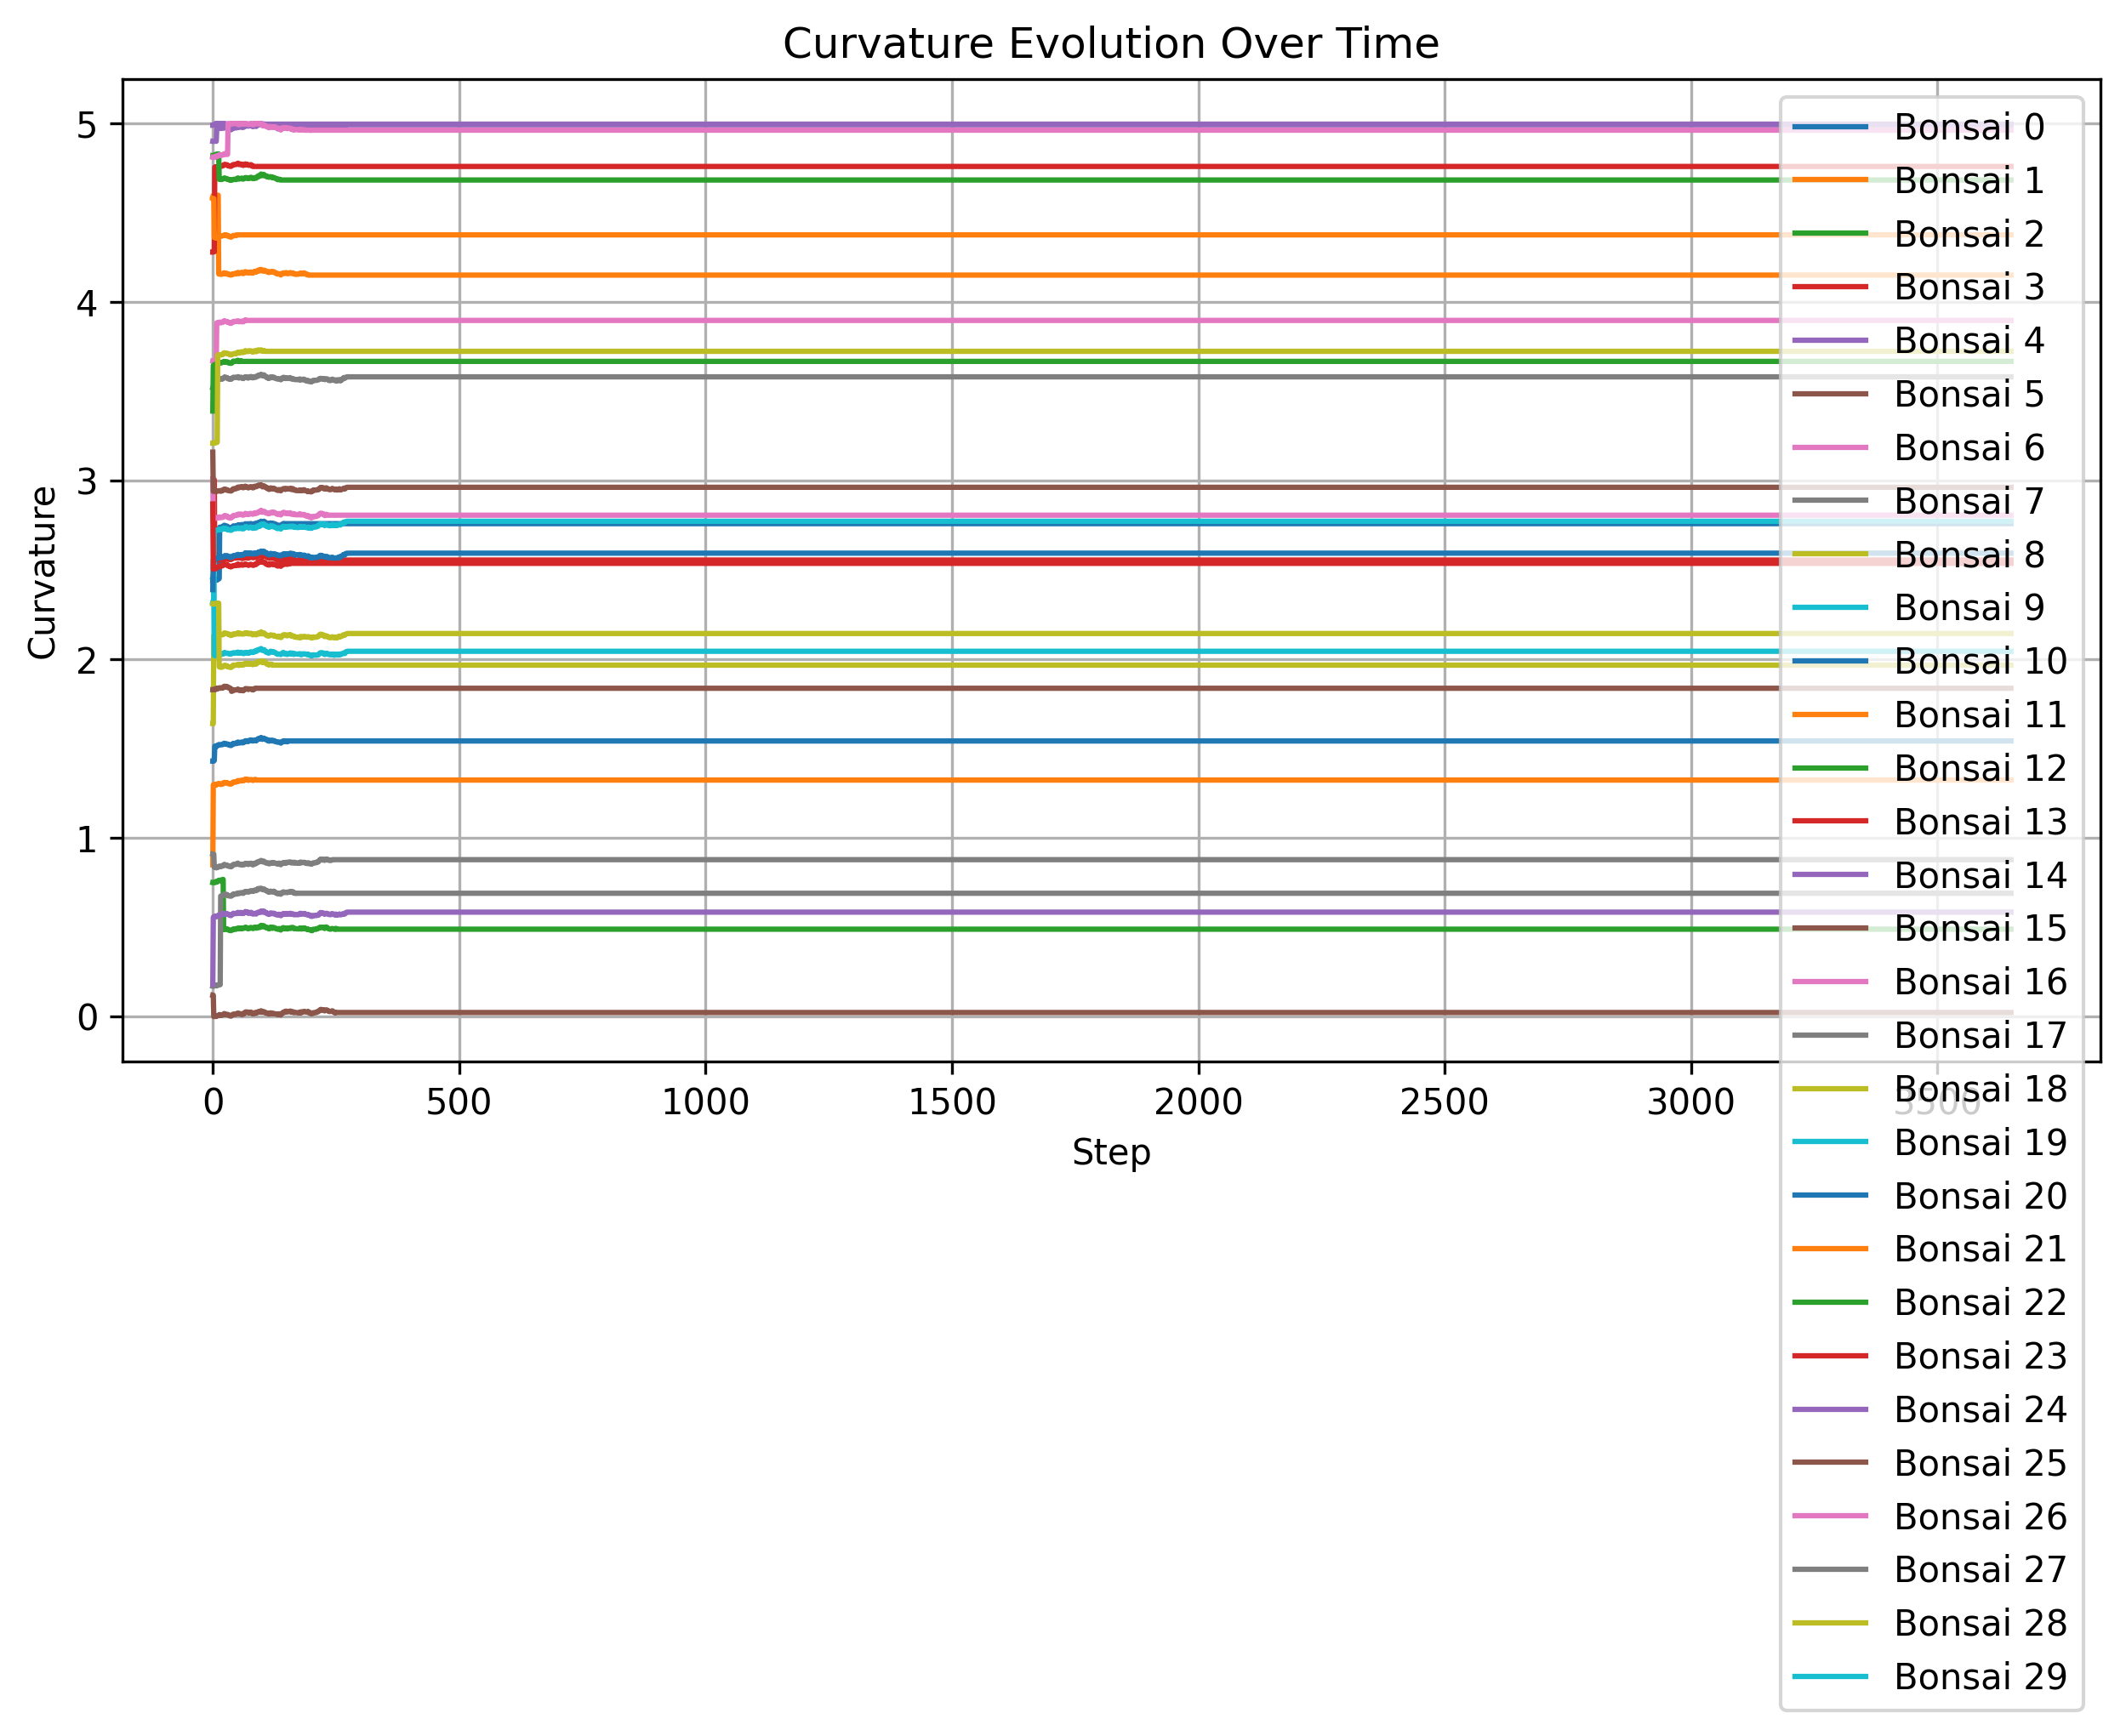 Curvature Evolution Over Time
Curvature
5
4
3
2
1
0
0
500
1000
1500
2000
2500
3000
3500
Step
Bonsai 0
Bonsai 1
Bonsai 2
Bonsai 3
Bonsai 4
Bonsai 5
Bonsai 6
Bonsai 7
Bonsai 8
Bonsai 9
Bonsai 10
Bonsai 11
Bonsai 12
Bonsai 13
Bonsai 14
Bonsai 15
Bonsai 16
Bonsai 17
Bonsai 18
Bonsai 19
Bonsai 20
Bonsai 21
Bonsai 22
Bonsai 23
Bonsai 24
Bonsai 25
Bonsai 26
Bonsai 27
Bonsai 28
Bonsai 29